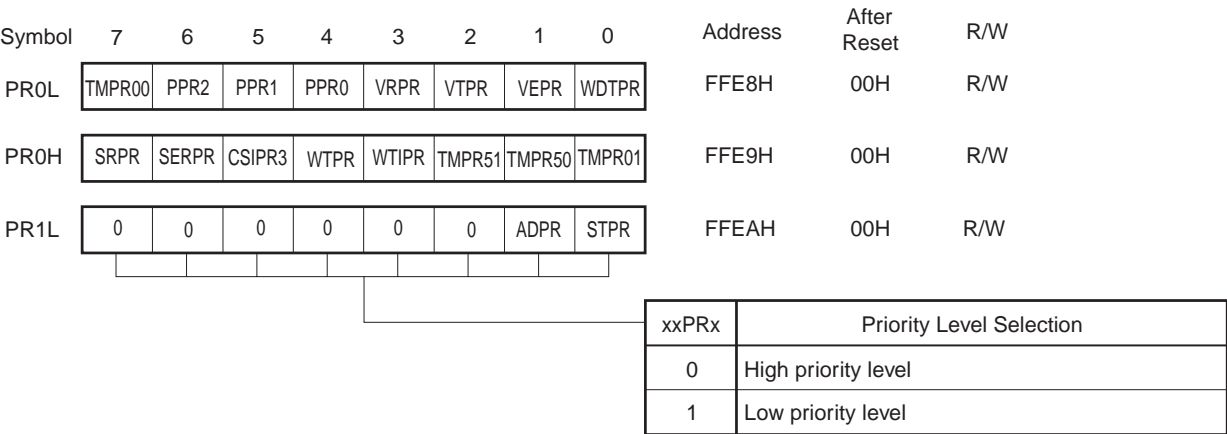 Symbol 7 6 5 4 3 2 1 0 Address After Reset R/W
PR0L TMPR00 PPR2 PPR1 PPR0 VRPR VTPR VEPR WDTPR FFE8H 00H R/W
PR0H SRPR SERPR CSIPR3 WTPR WTIPR TMPR51 TMPR50 TMPR01 FFE9H 00H R/W
PR1L 0 0 0 0 0 0 ADPR STPR FFEAH 00H R/W
xxPRx Priority Level Selection
0 High priority level
1 Low priority level